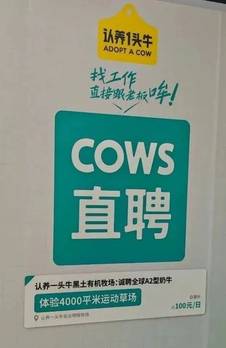 认养1头牛
ADOPT A COW
找工作
直接跟老板哞!
COWS
直聘
认养一头牛黑土有机牧场:诚聘全球A2型奶牛
体验4000平米运动草场
100元/日